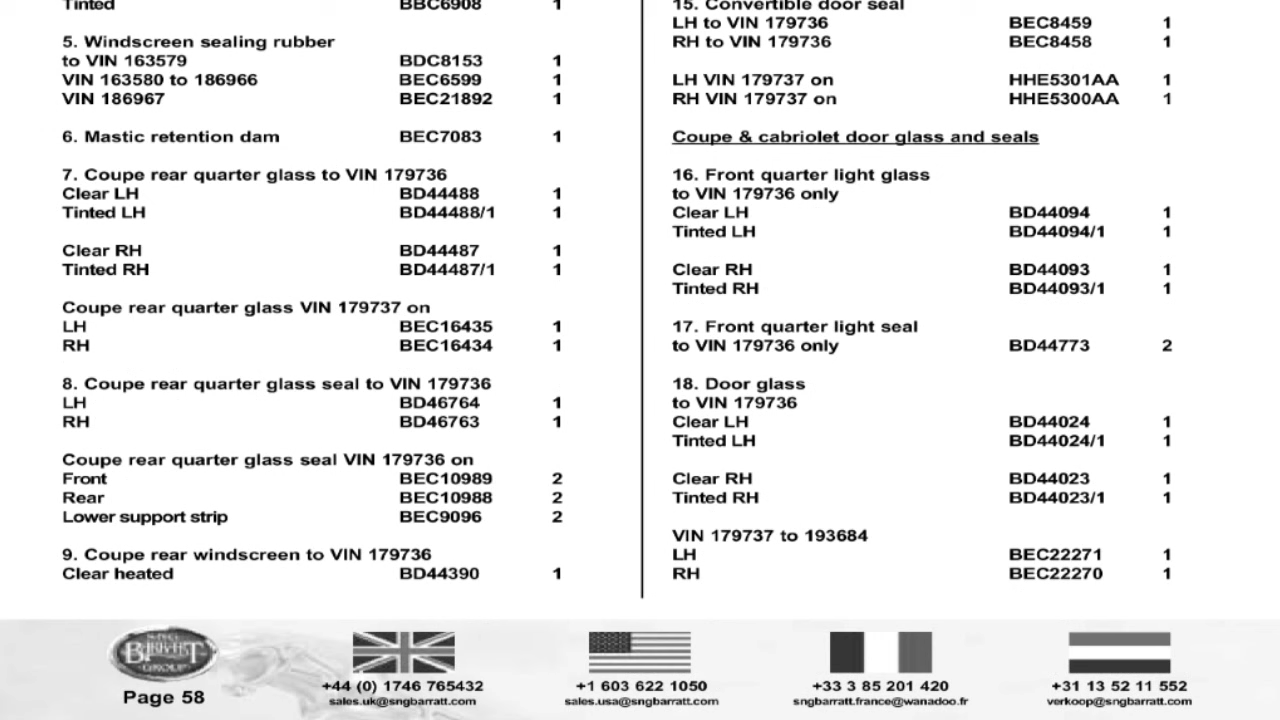 Tinted BBC6908 1
5. Windscreen sealing rubber
to VIN 163579 BDC8153 1
VIN 163580 to 186966 BEC6599 1
VIN 186967 BEC21892 1
6. Mastic retention dam BEC7083 1
7. Coupe rear quarter glass to VIN 179736
Clear LH BD44488 1
Tinted LH BD44488/1 1
Clear RH BD44487 1
Tinted RH BD44487/1 1
Coupe rear quarter glass VIN 179737 on
LH BEC16435 1
RH BEC16434 1
8. Coupe rear quarter glass seal to VIN 179736
LH BD46764 1
RH BD46763 1
Coupe rear quarter glass seal VIN 179736 on
Front BEC10989 2
Rear BEC10988 2
Lower support strip BEC9096 2
9. Coupe rear windscreen to VIN 179736
Clear heated BD44390 1
15. Convertible door seal
LH to VIN 179736 BEC8459 1
RH to VIN 179736 BEC8458 1
LH VIN 179737 on HHE5301AA 1
RH VIN 179737 on HHE5300AA 1
Coupe & cabriolet door glass and seals
16. Front quarter light glass
to VIN 179736 only
Clear LH BD44094 1
Tinted LH BD44094/1 1
Clear RH BD44093 1
Tinted RH BD44093/1 1
17. Front quarter light seal
to VIN 179736 only BD44773 2
18. Door glass
to VIN 179736
Clear LH BD44024 1
Tinted LH BD44024/1 1
Clear RH BD44023 1
Tinted RH BD44023/1 1
VIN 179737 to 193684
LH BEC22271 1
RH BEC22270 1
BARRATT
GROUP
Page 58
+44 (0) 1746 765432
sales.uk@sngbarratt.com
+1 603 622 1050
sales.usa@sngbarratt.com
+33 3 85 201 420
sngbarratt.france@wanadoo.fr
+31 13 52 11 552
verkoop@sngbarratt.com